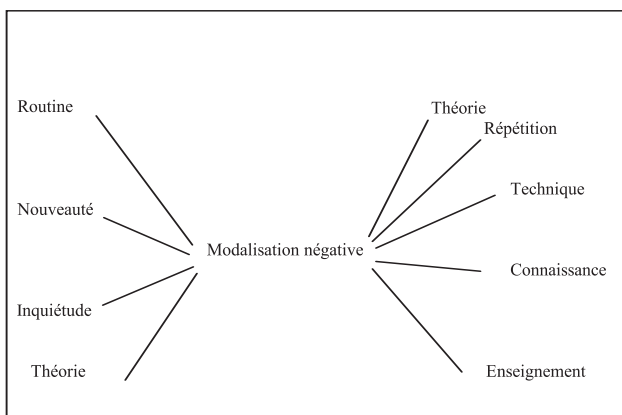 Routine
Théorie
Répétition
Technique
Nouveauté
Modalisation négative
Connaissance
Inquiétude
Théorie
Enseignement